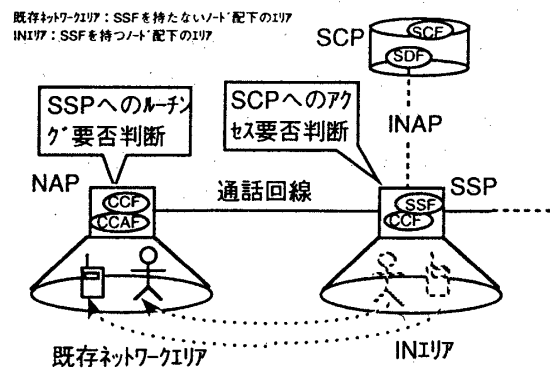 既存ネットワークエリア：SSFを持たないノード配下のエリア
INエリア：SSFを持つノード配下のエリア
SCP
SCF
SDF
SSPへのルーチン
グ要否判断
SCPへのアク
セス要否判断
INAP
NAP
通話回線
SSP
CCF
CCAF
SSF
CCF
既存ネットワークエリア
INエリア